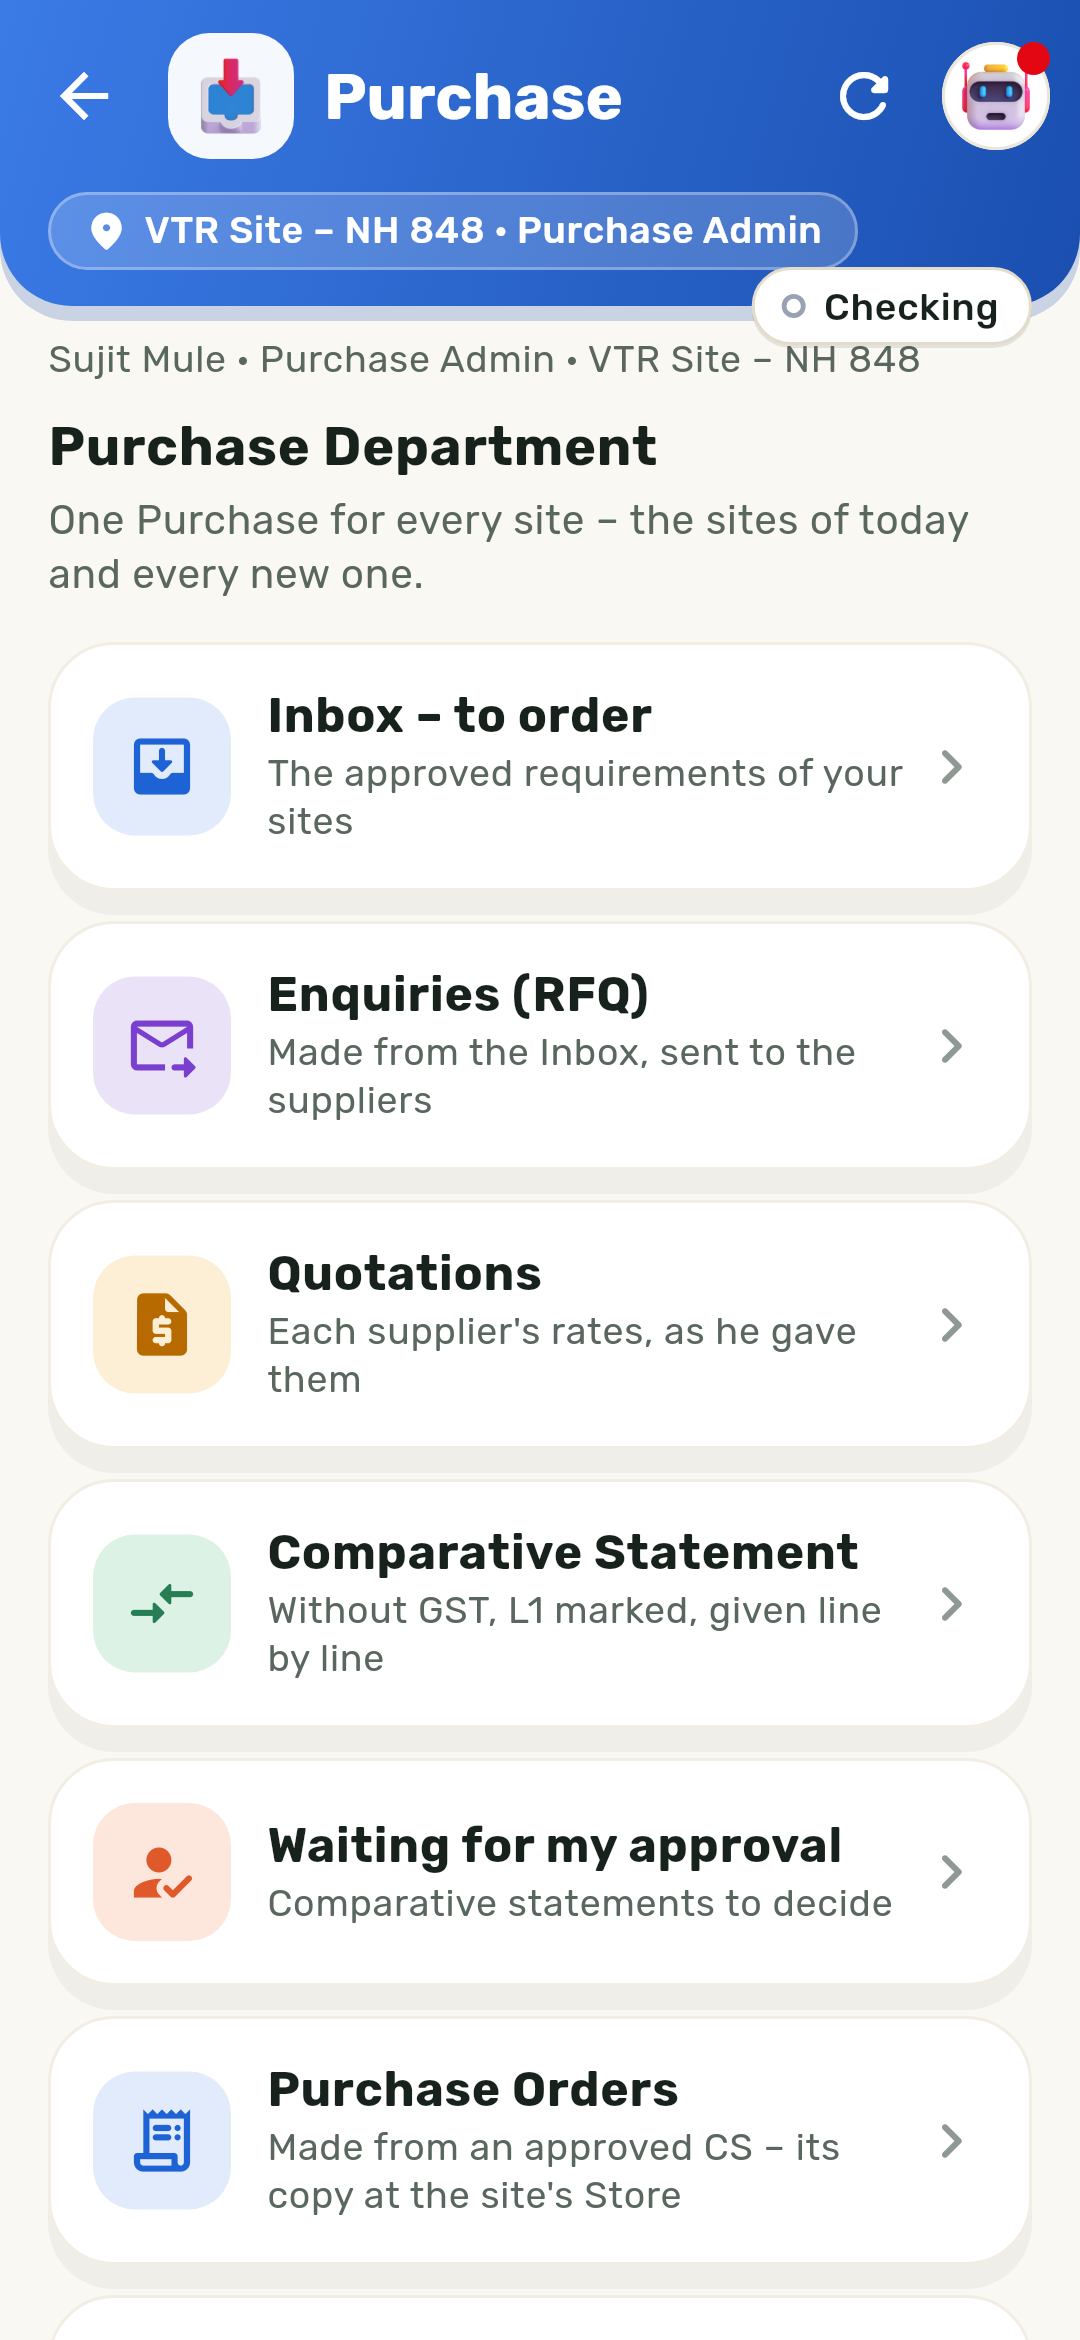 Purchase
VTR Site – NH 848 • Purchase Admin
Checking
Sujit Mule • Purchase Admin • VTR Site – NH 848
Purchase Department
One Purchase for every site – the sites of today
and every new one.
Inbox – to order
The approved requirements of your
sites
Enquiries (RFQ)
Made from the Inbox, sent to the
suppliers
Quotations
Each supplier's rates, as he gave
them
Comparative Statement
Without GST, L1 marked, given line
by line
Waiting for my approval
Comparative statements to decide
Purchase Orders
Made from an approved CS – its
copy at the site's Store